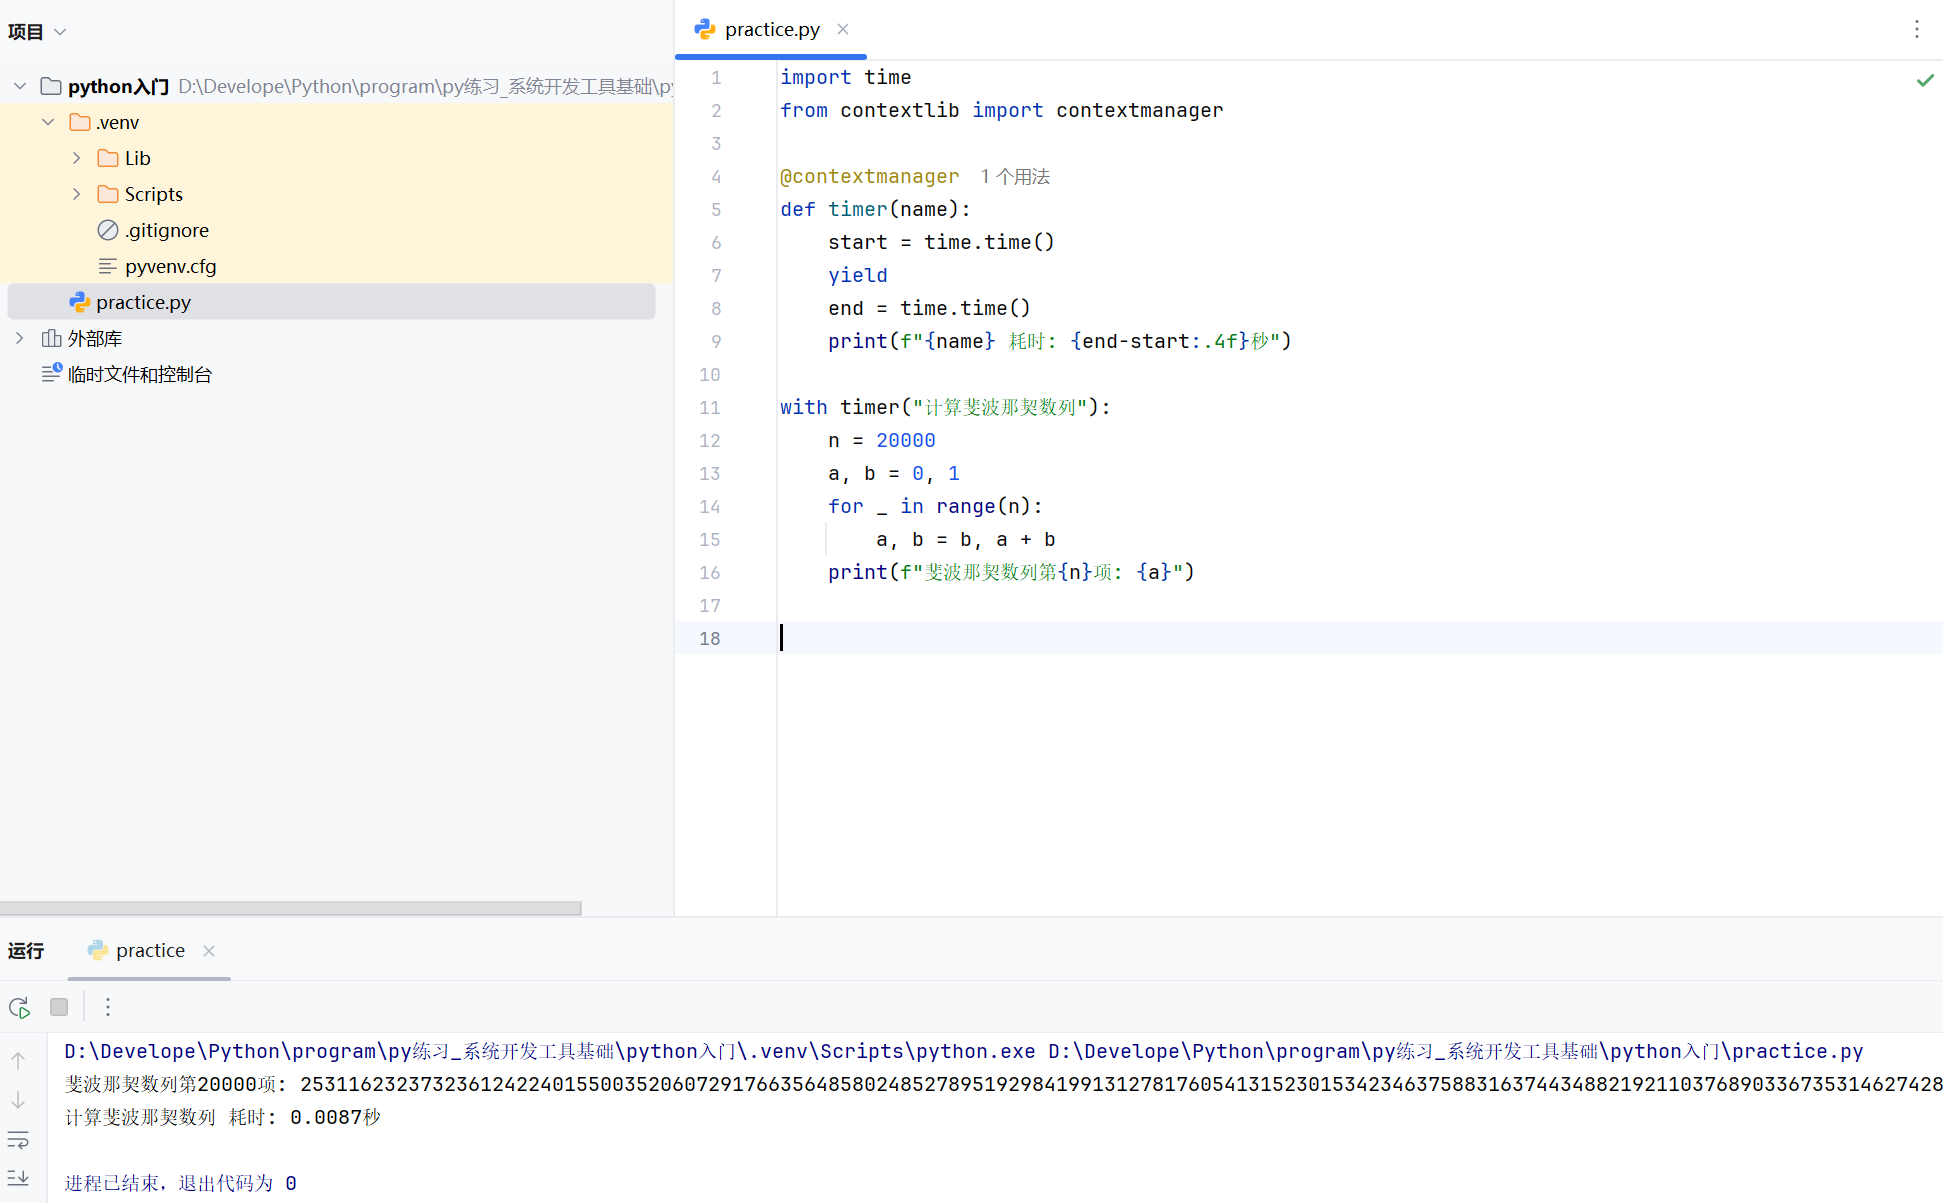 项目
python入门 D:\Develope\Python\program\py练习_系统开发工具基础\py
.venv
Lib
Scripts
.gitignore
pyvenv.cfg
practice.py
外部库
临时文件和控制台
practice.py
1 import time
2 from contextlib import contextmanager
3
4 @contextmanager 1 个用法
5 def timer(name):
6     start = time.time()
7     yield
8     end = time.time()
9     print(f"{name} 耗时: {end-start:.4f}秒")
10
11 with timer("计算斐波那契数列"):
12     n = 20000
13     a, b = 0, 1
14     for _ in range(n):
15         a, b = b, a + b
16     print(f"斐波那契数列第{n}项: {a}")
17
18
运行 practice
D:\Develope\Python\program\py练习_系统开发工具基础\python入门\.venv\Scripts\python.exe D:\Develope\Python\program\py练习_系统开发工具基础\python入门\practice.py
斐波那契数列第20000项: 2531162323732361242240155003520607291766356485802485278951929841991312781760541315230153423463758831637443488219211037689033673531462742885
计算斐波那契数列 耗时: 0.0087秒
进程已结束，退出代码为 0